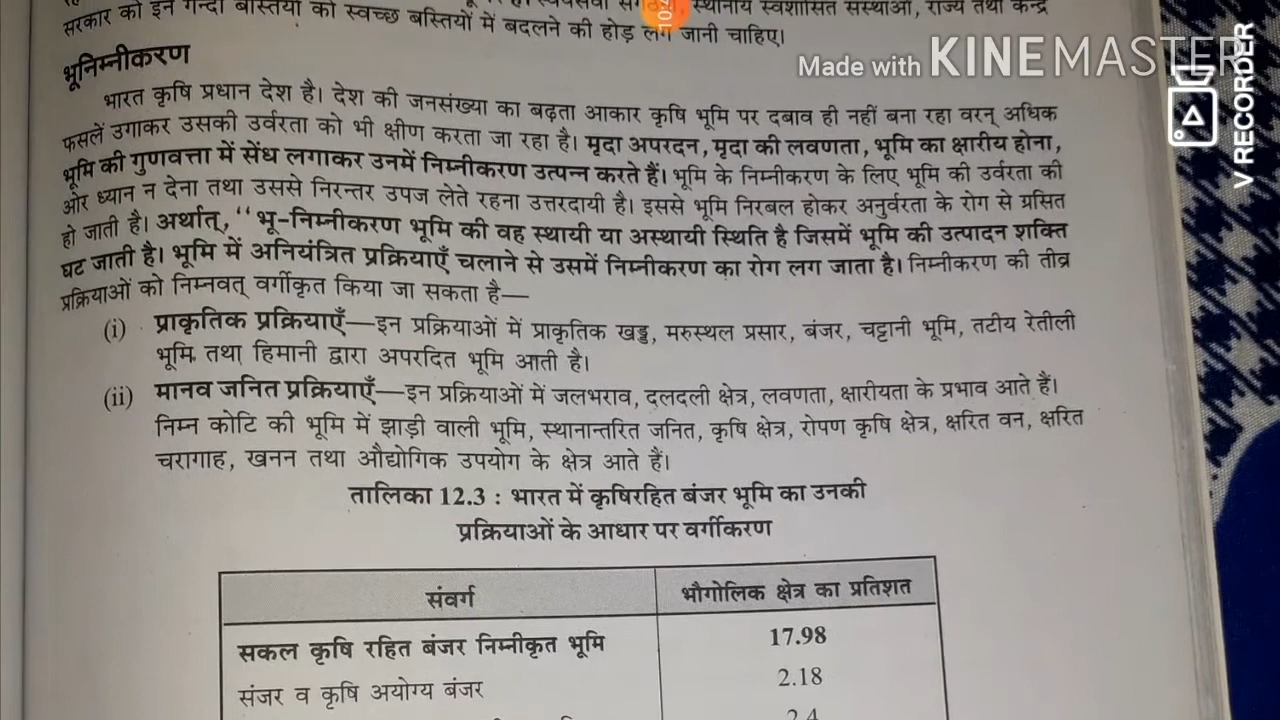 स्थानीय स्वशासित संस्थाओं, राज्य तथा केन्द्र
सरकार को इन गन्दी बस्तियों को स्वच्छ बस्तियों में बदलने की होड़ लग जानी चाहिए।
Made with KINEMASTER
V RECORDER
भूनिम्नीकरण
भारत कृषि प्रधान देश है। देश की जनसंख्या का बढ़ता आकार कृषि भूमि पर दबाव ही नहीं बना रहा वरन् अधिक
फसलें उगाकर उसकी उर्वरता को भी क्षीण करता जा रहा है। मृदा अपरदन, मृदा की लवणता, भूमि का क्षारीय होना,
भूमि की गुणवत्ता में सेंध लगाकर उनमें निम्नीकरण उत्पन्न करते हैं। भूमि के निम्नीकरण के लिए भूमि की उर्वरता की
ओर ध्यान न देना तथा उससे निरन्तर उपज लेते रहना उत्तरदायी है। इससे भूमि निरबल होकर अनुर्वरता के रोग से प्रसित
हो जाती है। अर्थात्, ‘‘भू-निम्नीकरण भूमि की वह स्थायी या अस्थायी स्थिति है जिसमें भूमि की उत्पादन शक्ति
घट जाती है। भूमि में अनियंत्रित प्रक्रियाएँ चलाने से उसमें निम्नीकरण का रोग लग जाता है। निम्नीकरण की तीव्र
प्रक्रियाओं को निम्नवत् वर्गीकृत किया जा सकता है—
(i) प्राकृतिक प्रक्रियाएँ—इन प्रक्रियाओं में प्राकृतिक खड्ड, मरुस्थल प्रसार, बंजर, चट्टानी भूमि, तटीय रेतीली
भूमि तथा हिमानी द्वारा अपरदित भूमि आती है।
(ii) मानव जनित प्रक्रियाएँ—इन प्रक्रियाओं में जलभराव, दलदली क्षेत्र, लवणता, क्षारीयता के प्रभाव आते हैं।
निम्न कोटि की भूमि में झाड़ी वाली भूमि, स्थानान्तरित जनित, कृषि क्षेत्र, रोपण कृषि क्षेत्र, क्षरित वन, क्षरित
चरागाह, खनन तथा औद्योगिक उपयोग के क्षेत्र आते हैं।
तालिका 12.3 : भारत में कृषिरहित बंजर भूमि का उनकी
प्रक्रियाओं के आधार पर वर्गीकरण
संवर्ग भौगोलिक क्षेत्र का प्रतिशत
सकल कृषि रहित बंजर निम्नीकृत भूमि 17.98
संजर व कृषि अयोग्य बंजर 2.18
2.4